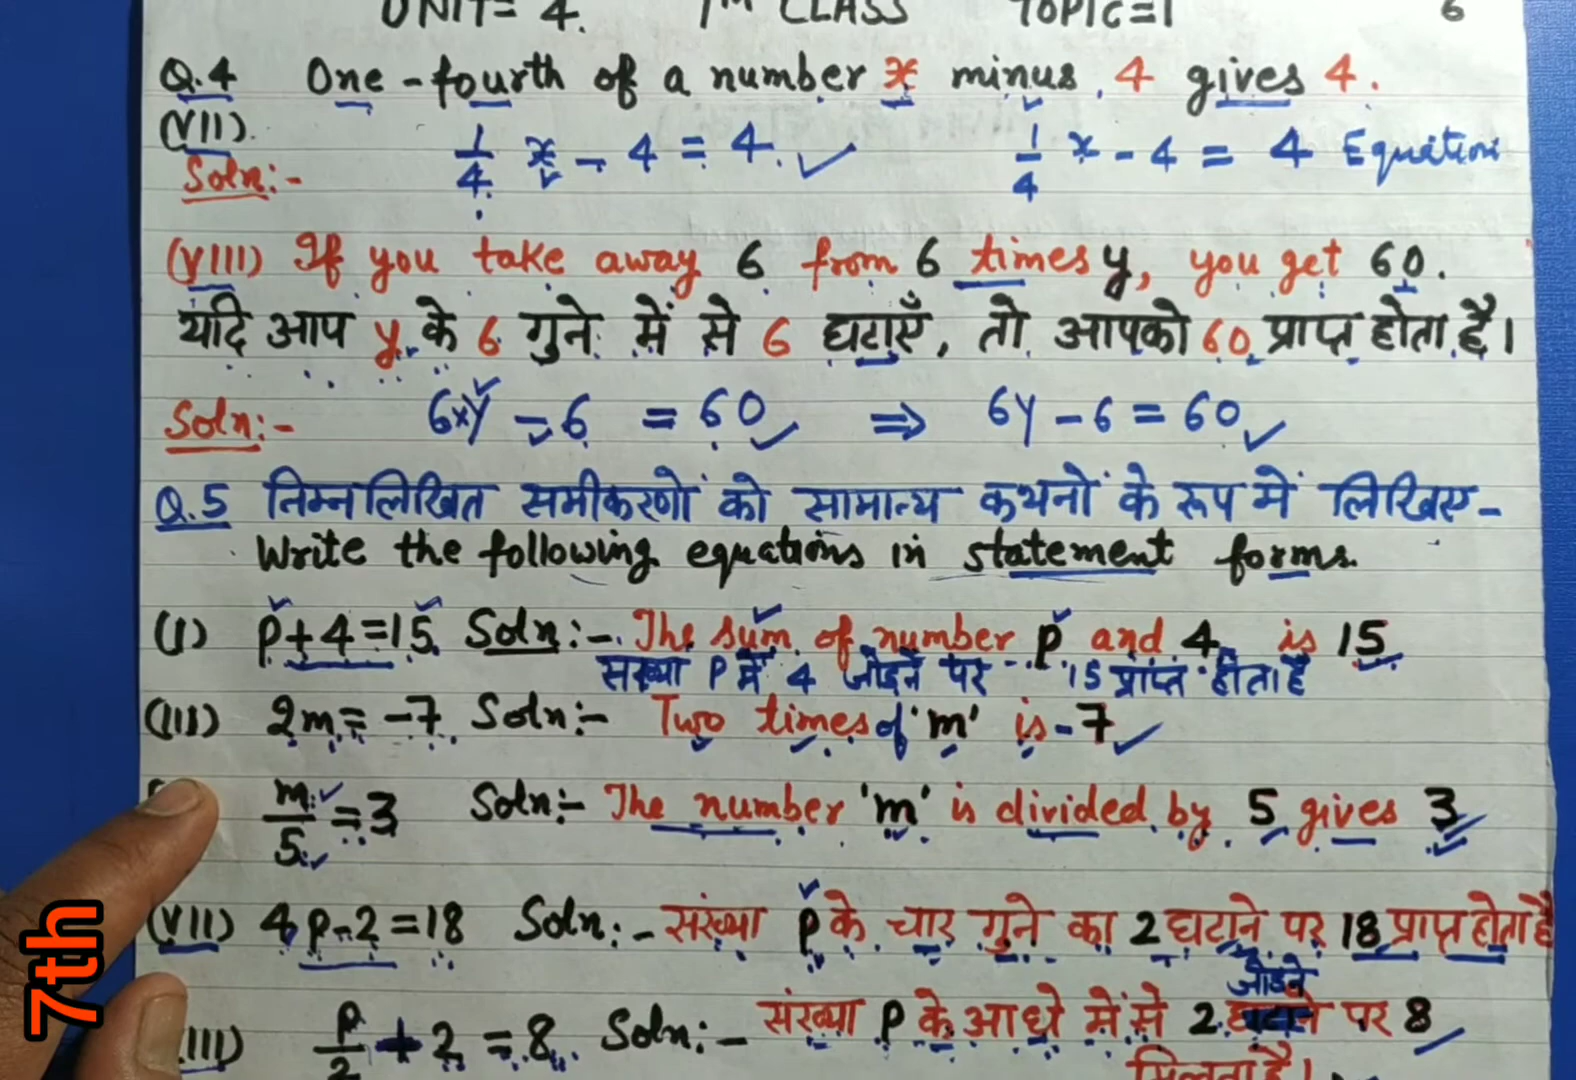 UNIT= 4. 7TH CLASS TOPIC=1 6
Q.4 One-fourth of a number x minus 4 gives 4.
(VII).
Soln:- 1/4 x - 4 = 4. ✓ 1/4 x - 4 = 4 Equation
(VIII) If you take away 6 from 6 times y, you get 60.
यदि आप y के 6 गुने में से 6 घटाएँ, तो आपको 60 प्राप्त होता है।
Soln:- 6×y - 6 = 60 ✓ ⇒ 6y - 6 = 60 ✓
Q.5 निम्नलिखित समीकरणों को सामान्य कथनों के रूप में लिखिए-
Write the following equations in statement forms.
(I) p+4=15 Soln:- The sum of number p and 4 is 15
संख्या P में 4 जोड़ने पर 15 प्राप्त होता है
(III) 2m = -7 Soln:- Two times of 'm' is -7 ✓
m/5 = 3 Soln:- The number 'm' is divided by 5 gives 3
(VII) 4p-2=18 Soln:- संख्या p के चार गुने का 2 घटाने पर 18 प्राप्त होता है
जोड़ने
III) p/2 + 2 = 8 Soln:- संख्या p के आधे में से 2 पर 8
मिलता है।
7th